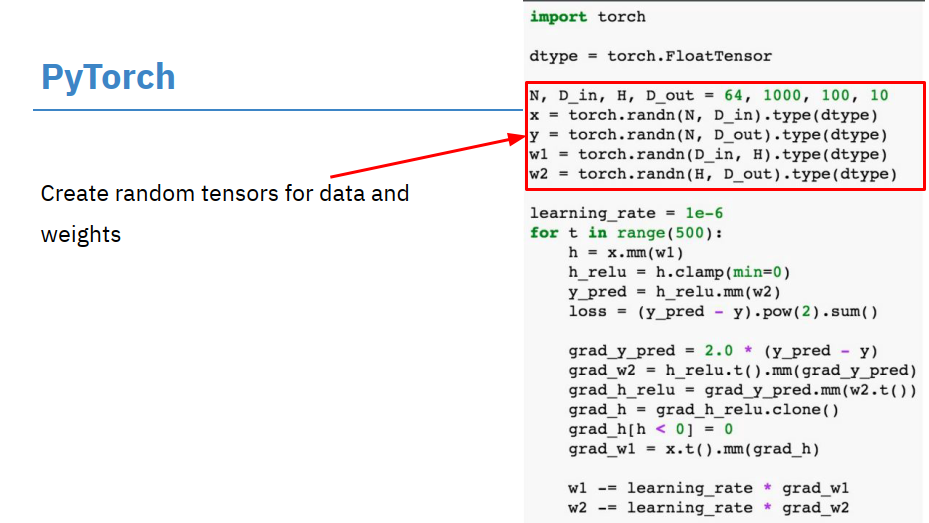 PyTorch
Create random tensors for data and
weights
import torch
dtype = torch.FloatTensor
N, D_in, H, D_out = 64, 1000, 100, 10
x = torch.randn(N, D_in).type(dtype)
y = torch.randn(N, D_out).type(dtype)
w1 = torch.randn(D_in, H).type(dtype)
w2 = torch.randn(H, D_out).type(dtype)
learning_rate = 1e-6
for t in range(500):
    h = x.mm(w1)
    h_relu = h.clamp(min=0)
    y_pred = h_relu.mm(w2)
    loss = (y_pred - y).pow(2).sum()
    grad_y_pred = 2.0 * (y_pred - y)
    grad_w2 = h_relu.t().mm(grad_y_pred)
    grad_h_relu = grad_y_pred.mm(w2.t())
    grad_h = grad_h_relu.clone()
    grad_h[h < 0] = 0
    grad_w1 = x.t().mm(grad_h)
    w1 -= learning_rate * grad_w1
    w2 -= learning_rate * grad_w2